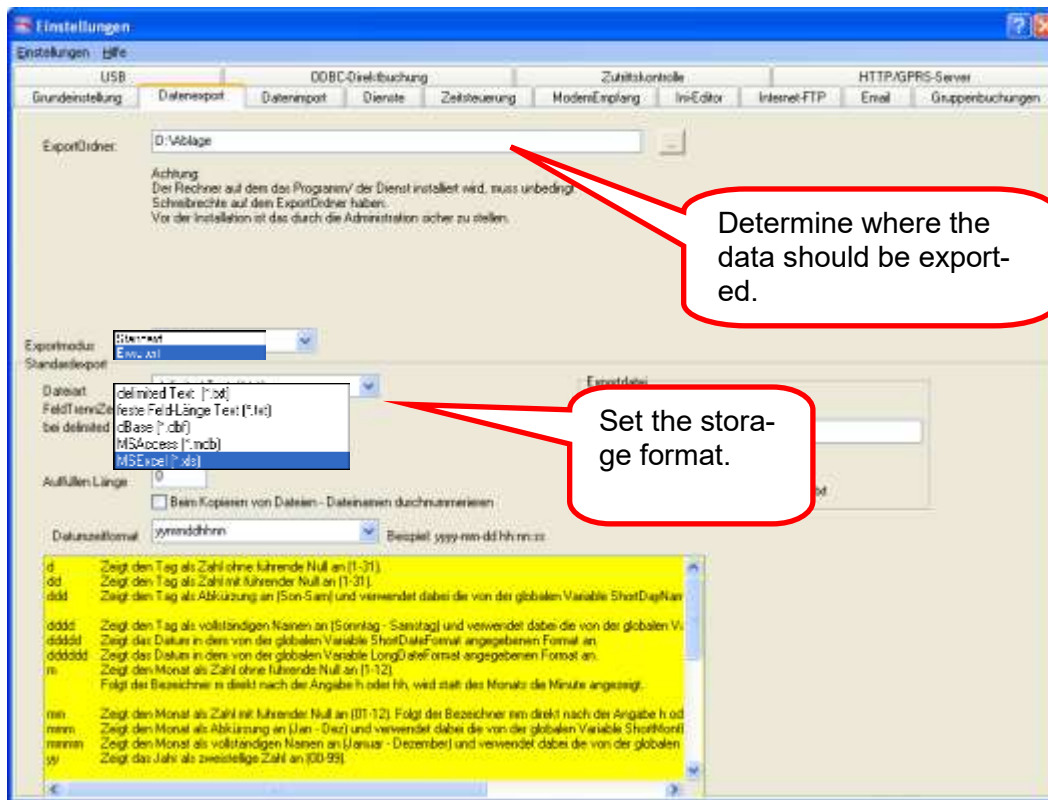 Einstellungen
Einstellungen Hilfe
USB ODBC-Direktbuchung Zutrittskontrolle HTTP/GPRS-Server
Grundeinstellung Datenexport Datenimport Dienste Zeitsteuerung ModemEmpfang Ini-Editor Internet-FTP Email Gruppenbuchungen
ExportOrdner: D:\Ablage ...
Achtung
Der Rechner auf dem das Programm/ der Dienst installiert wird, muss unbedingt
Schreibrechte auf dem ExportOrdner haben.
Vor der Installation ist das durch die Administration sicher zu stellen.
Determine where the
data should be export-
ed.
Exportmodus
Standardexport
Dateiart
delimited Text (*.txt)
FeldTrennZe
feste Feld-Länge Text (*.txt)
bei delimited
dBase (*.dbf)
MSAccess (*.mdb)
MSExcel (*.xls)
Exportdatei
Set the stora-
ge format.
Auffüllen Länge 0
Beim Kopieren von Dateien - Dateinamen durchnummerieren
Datumszeitformat yymmddhhnn Beispiel: yyyy-mm-dd hh:nn:ss
d Zeigt den Tag als Zahl ohne führende Null an (1-31).
dd Zeigt den Tag als Zahl mit führender Null an (1-31).
ddd Zeigt den Tag als Abkürzung an (Son-Sam) und verwendet dabei die von der globalen Variable ShortDayNam
dddd Zeigt den Tag als vollständigen Namen an (Sonntag - Samstag) und verwendet dabei die von der globalen Va
ddddd Zeigt das Datum in dem von der globalen Variable ShortDateFormat angegebenen Format an.
dddddd Zeigt das Datum in dem von der globalen Variable LongDateFormat angegebenen Format an.
m Zeigt den Monat als Zahl ohne führende Null an (1-12).
Folgt der Bezeichner m direkt nach der Angabe h oder hh, wird statt des Monats die Minute angezeigt.
mm Zeigt den Monat als Zahl mit führender Null an (01-12). Folgt der Bezeichner mm direkt nach der Angabe h od
mmm Zeigt den Monat als Abkürzung an (Jan - Dez) und verwendet dabei die von der globalen Variable ShortMont
mmmm Zeigt den Monat als vollständigen Namen an (Januar - Dezember) und verwendet dabei die von der globalen
yy Zeigt das Jahr als zweistellige Zahl an (00-99).